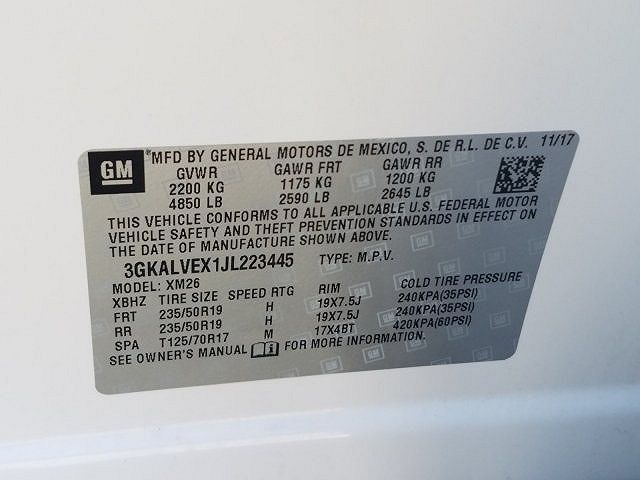 GM *MFD BY GENERAL MOTORS DE MEXICO, S. DE R.L. DE C.V. 11/17
GVWR GAWR FRT GAWR RR
2200 KG 1175 KG 1200 KG
4850 LB 2590 LB 2645 LB
THIS VEHICLE CONFORMS TO ALL APPLICABLE U.S. FEDERAL MOTOR
VEHICLE SAFETY AND THEFT PREVENTION STANDARDS IN EFFECT ON
THE DATE OF MANUFACTURE SHOWN ABOVE.
3GKALVEX1JL223445 TYPE: M.P.V.
MODEL: XM26
XBHZ TIRE SIZE SPEED RTG RIM COLD TIRE PRESSURE
FRT 235/50R19 H 19X7.5J 240KPA(35PSI)
RR 235/50R19 H 19X7.5J 240KPA(35PSI)
SPA T125/70R17 M 17X4BT 420KPA(60PSI)
SEE OWNER'S MANUAL FOR MORE INFORMATION.